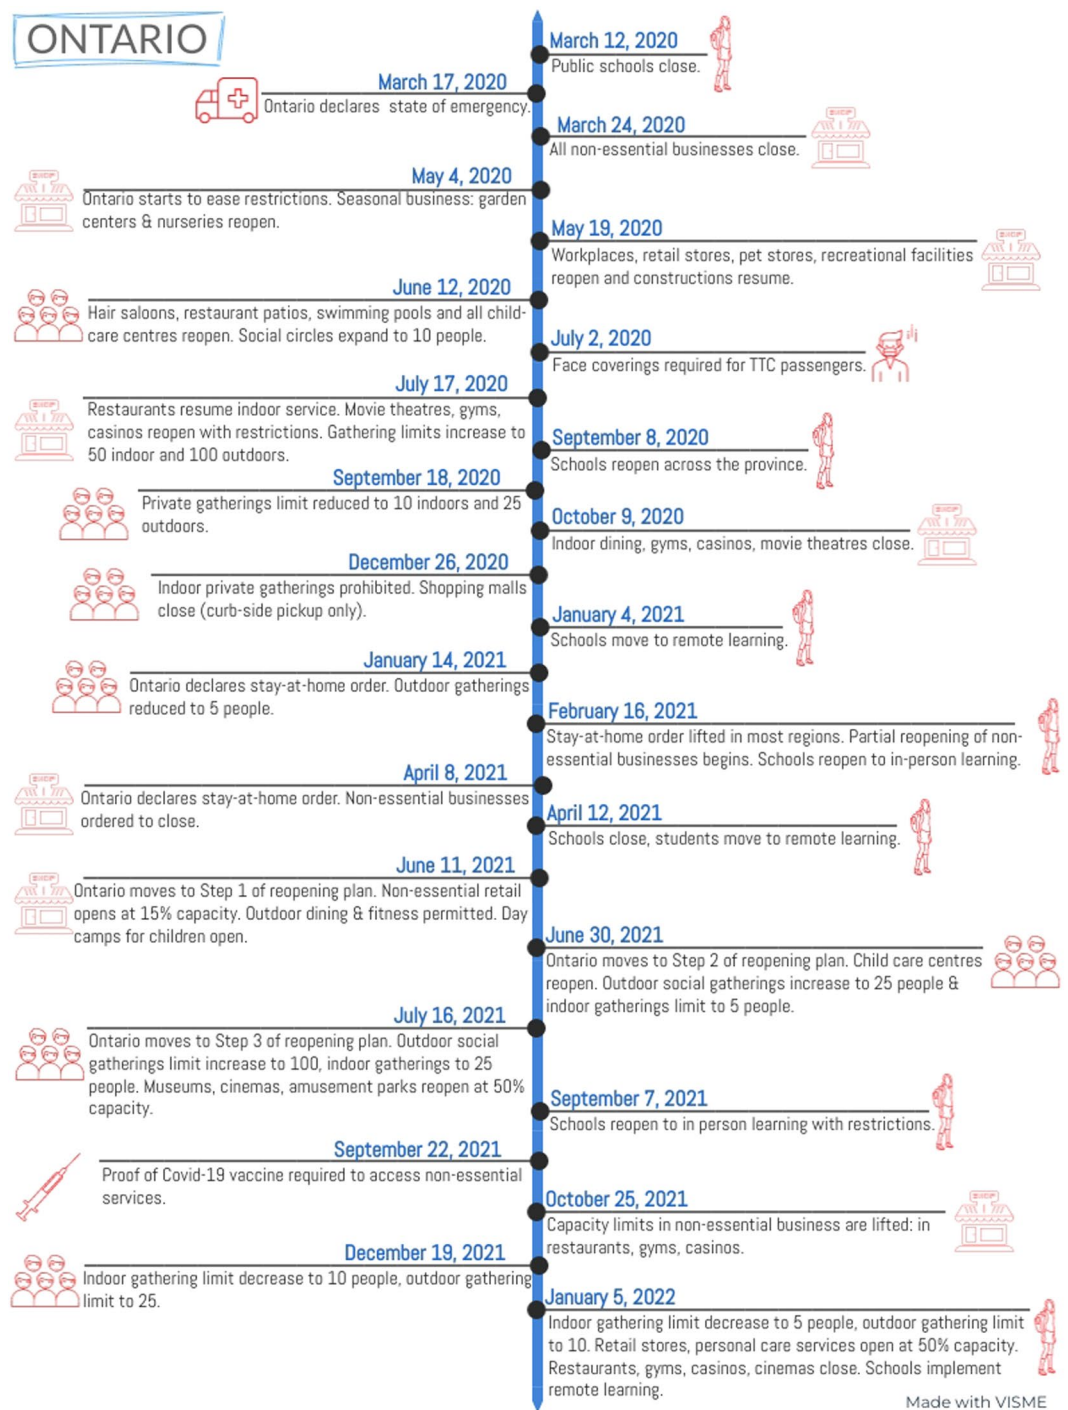 ONTARIO
March 12, 2020
Public schools close.
March 17, 2020
Ontario declares state of emergency.
March 24, 2020
All non-essential businesses close.
May 4, 2020
Ontario starts to ease restrictions. Seasonal business: garden
centers & nurseries reopen.
May 19, 2020
Workplaces, retail stores, pet stores, recreational facilities
reopen and constructions resume.
June 12, 2020
Hair saloons, restaurant patios, swimming pools and all child-
care centres reopen. Social circles expand to 10 people.
July 2, 2020
Face coverings required for TTC passengers.
July 17, 2020
Restaurants resume indoor service. Movie theatres, gyms,
casinos reopen with restrictions. Gathering limits increase to
50 indoor and 100 outdoors.
September 8, 2020
Schools reopen across the province.
September 18, 2020
Private gatherings limit reduced to 10 indoors and 25
outdoors.
October 9, 2020
Indoor dining, gyms, casinos, movie theatres close.
December 26, 2020
Indoor private gatherings prohibited. Shopping malls
close (curb-side pickup only).
January 4, 2021
Schools move to remote learning.
January 14, 2021
Ontario declares stay-at-home order. Outdoor gatherings
reduced to 5 people.
February 16, 2021
Stay-at-home order lifted in most regions. Partial reopening of non-
essential businesses begins. Schools reopen to in-person learning.
April 8, 2021
Ontario declares stay-at-home order. Non-essential businesses
ordered to close.
April 12, 2021
Schools close, students move to remote learning.
June 11, 2021
Ontario moves to Step 1 of reopening plan. Non-essential retail
opens at 15% capacity. Outdoor dining & fitness permitted. Day
camps for children open.
June 30, 2021
Ontario moves to Step 2 of reopening plan. Child care centres
reopen. Outdoor social gatherings increase to 25 people &
indoor gatherings limit to 5 people.
July 16, 2021
Ontario moves to Step 3 of reopening plan. Outdoor social
gatherings limit increase to 100, indoor gatherings to 25
people. Museums, cinemas, amusement parks reopen at 50%
capacity.
September 7, 2021
Schools reopen to in person learning with restrictions.
September 22, 2021
Proof of Covid-19 vaccine required to access non-essential
services.
October 25, 2021
Capacity limits in non-essential business are lifted: in
restaurants, gyms, casinos.
December 19, 2021
Indoor gathering limit decrease to 10 people, outdoor gathering
limit to 25.
January 5, 2022
Indoor gathering limit decrease to 5 people, outdoor gathering limit
to 10. Retail stores, personal care services open at 50% capacity.
Restaurants, gyms, casinos, cinemas close. Schools implement
remote learning.
Made with VISME